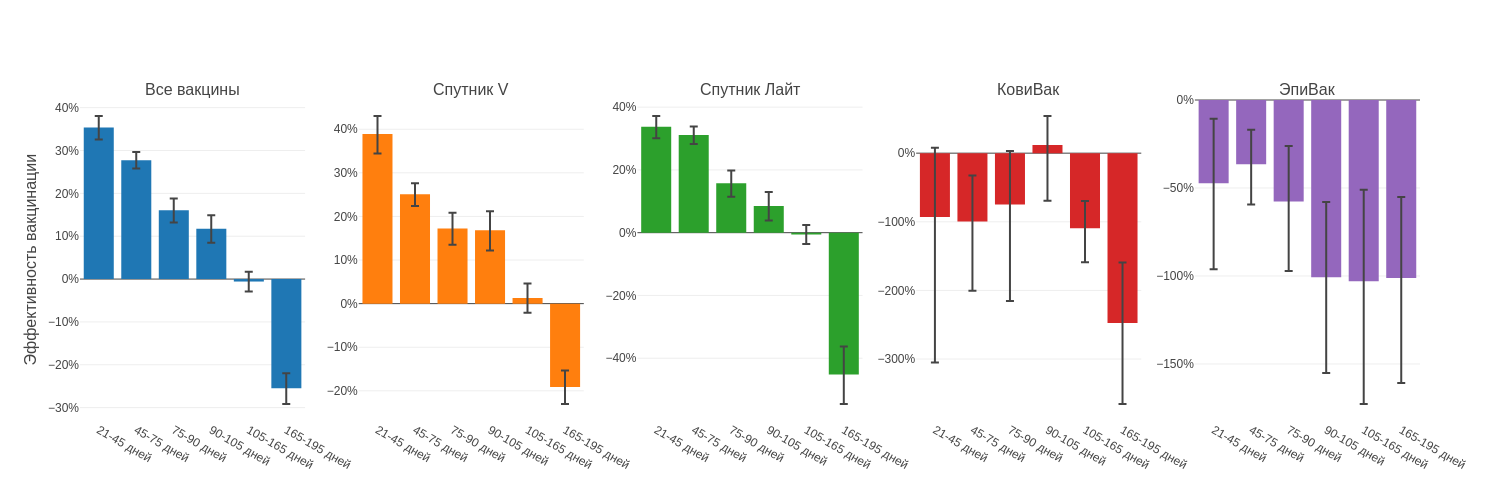 Эффективность вакцинации
Все вакцины
40%
30%
20%
10%
0%
−10%
−20%
−30%
21-45 дней
45-75 дней
75-90 дней
90-105 дней
105-165 дней
165-195 дней
Спутник V
40%
30%
20%
10%
0%
−10%
−20%
21-45 дней
45-75 дней
75-90 дней
90-105 дней
105-165 дней
165-195 дней
Спутник Лайт
40%
20%
0%
−20%
−40%
21-45 дней
45-75 дней
75-90 дней
90-105 дней
105-165 дней
165-195 дней
КовиВак
0%
−100%
−200%
−300%
21-45 дней
45-75 дней
75-90 дней
90-105 дней
105-165 дней
165-195 дней
ЭпиВак
0%
−50%
−100%
−150%
21-45 дней
45-75 дней
75-90 дней
90-105 дней
105-165 дней
165-195 дней